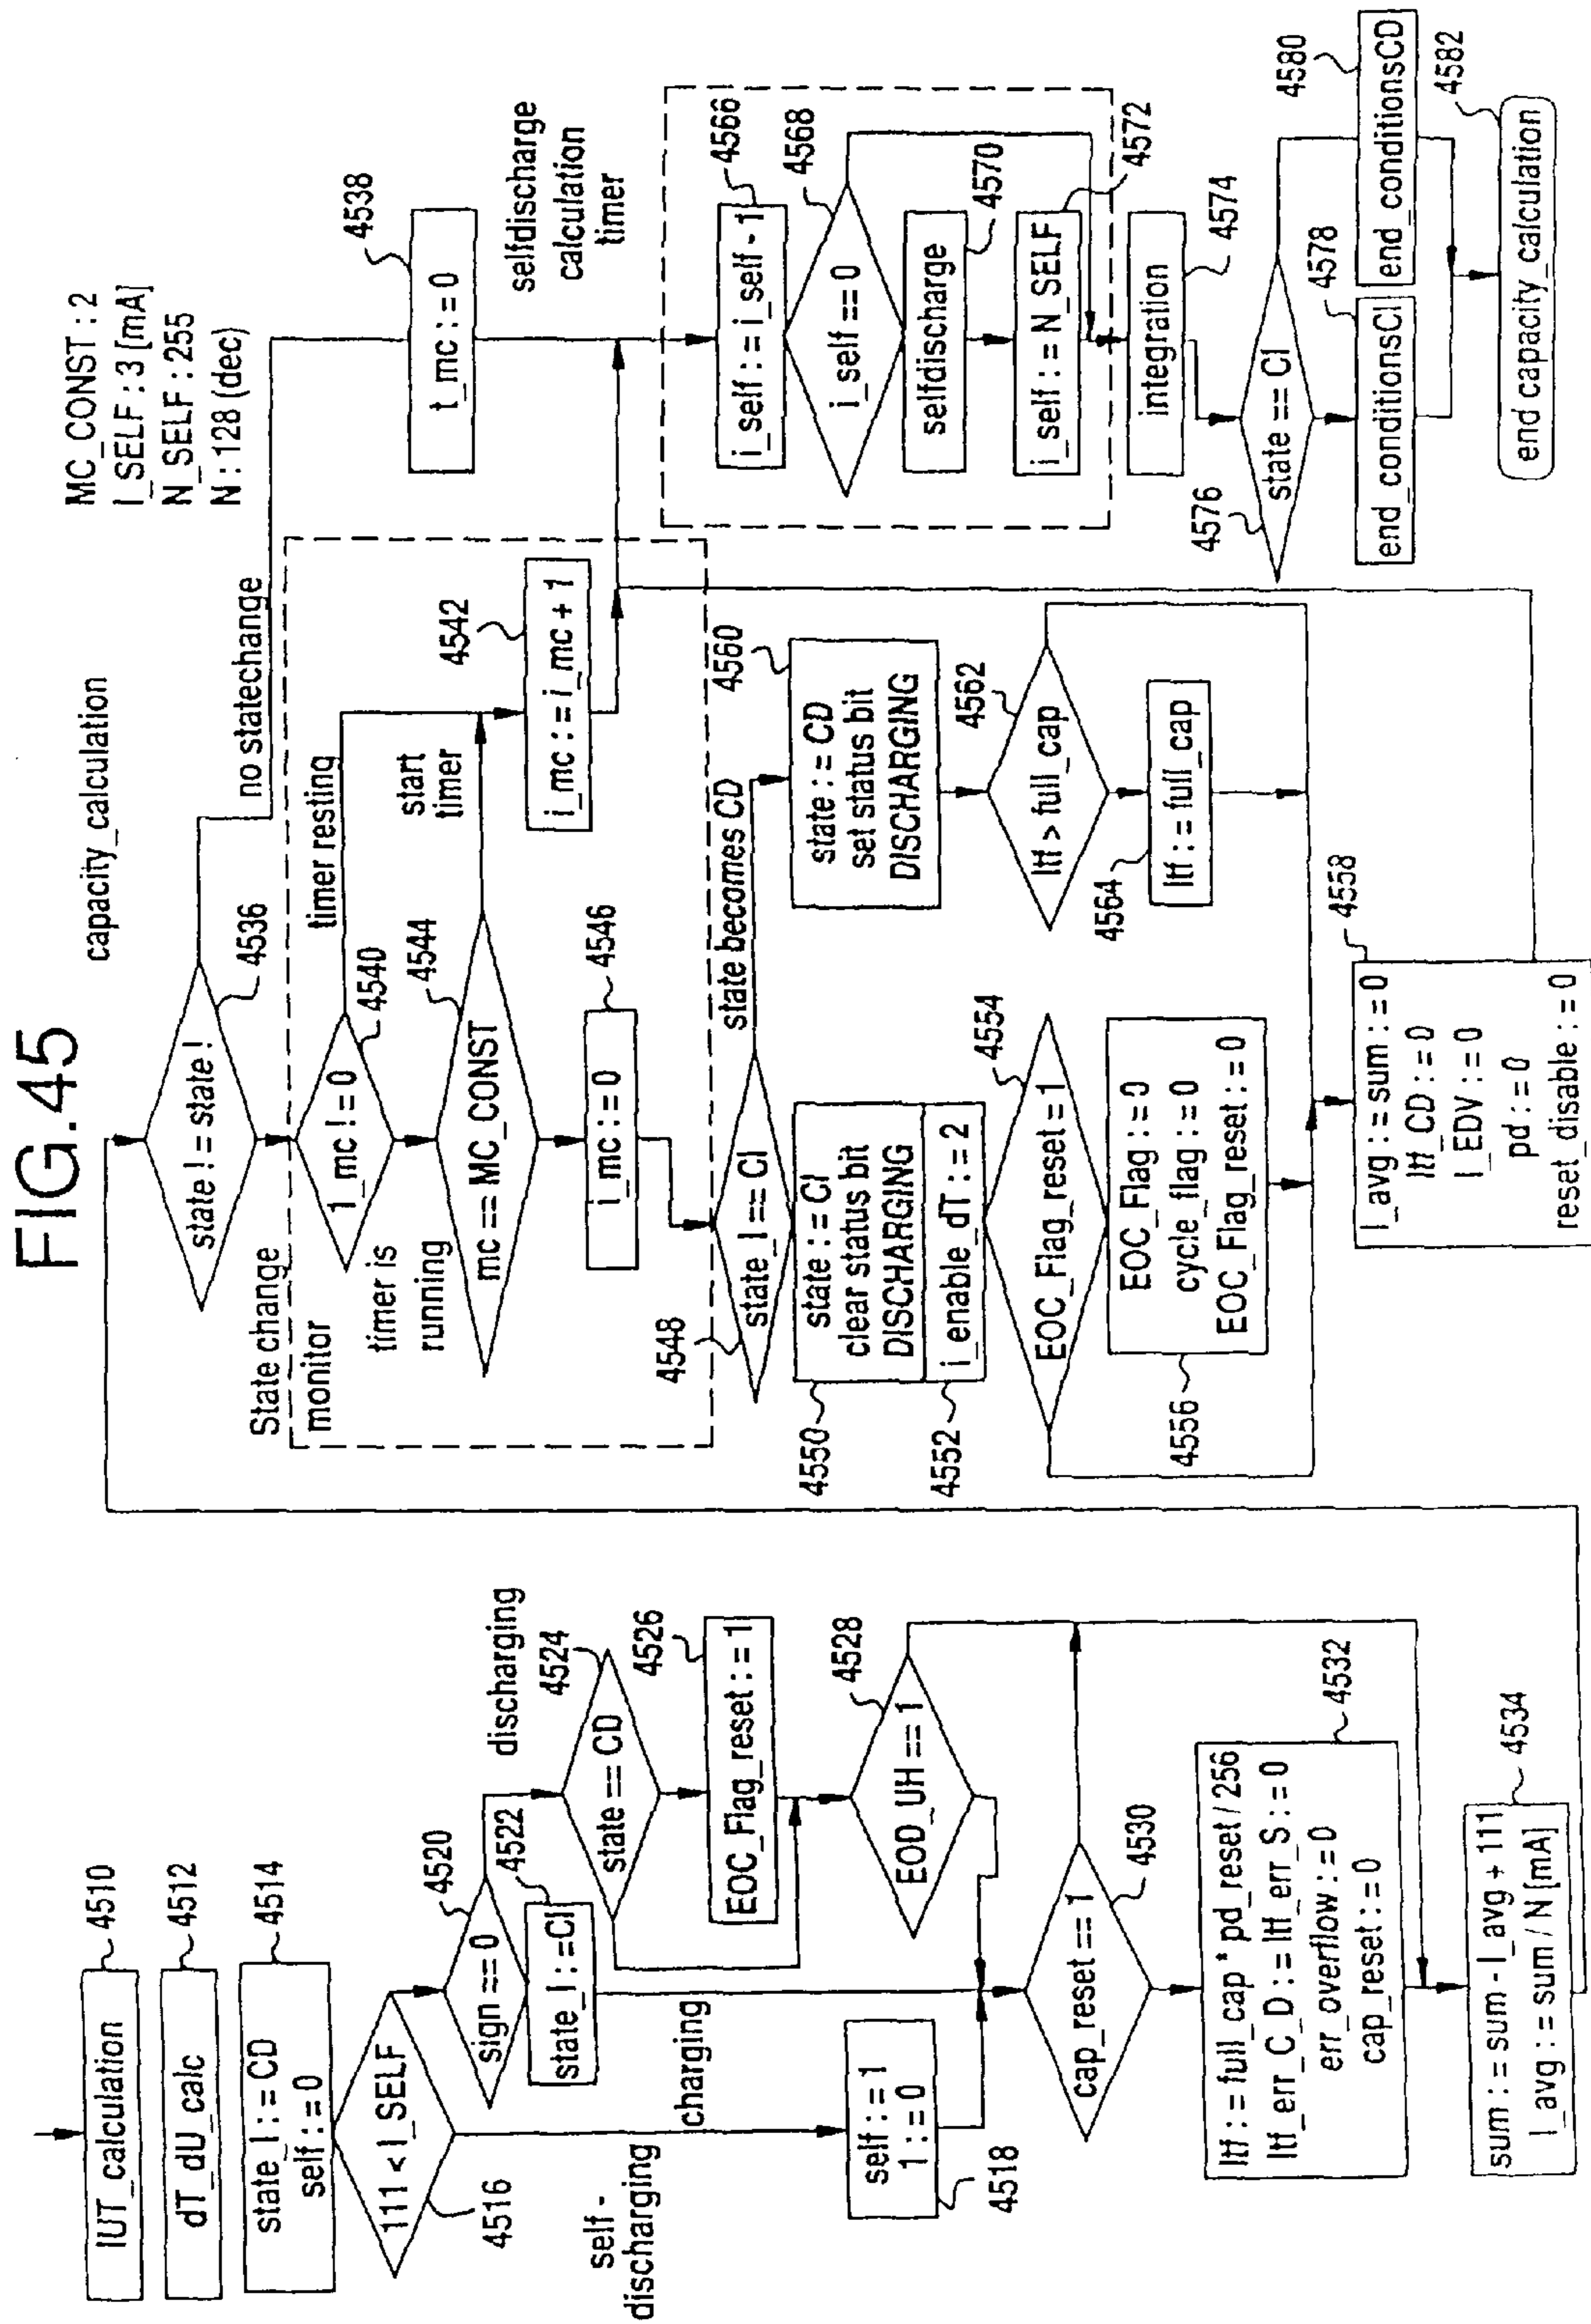 FIG.45
capacity_calculation
MC_CONST : 2
I_SELF : 3 [mA]
N_SELF : 255
N : 128 (dec)
IUT_calculation
4510
dT_dU_calc
4512
state_I := CD
self := 0
4514
111 < I_SELF
4516
self-
discharging
self := 1
1 := 0
4518
sign == 0
4520
state_I := CI
4522
charging
discharging
state == CD
4524
EOC_Flag_reset := 1
4526
EOD_UH == 1
4528
cap_reset == 1
4530
ltf := full_cap * pd_reset / 256
ltf_err_C_D := ltf_err_S := 0
err_overflow := 0
cap_reset := 0
4532
sum := sum - I_avg + 111
I_avg := sum / N [mA]
4534
state != state !
4536
no statechange
t_mc := 0
4538
State change
monitor
1_mc != 0
4540
timer resting
timer is
running
start
timer
i_mc := i_mc + 1
4542
mc == MC_CONST
4544
i_mc := 0
4546
state_I == CI
4548
state becomes CD
state := CI
clear status bit
DISCHARGING
4550
i_enable_dT := 2
4552
EOC_Flag_reset = 1
4554
EOC_Flag := 0
cycle_flag := 0
EOC_Flag_reset := 0
4556
state := CD
set status bit
DISCHARGING
4560
ltf > full_cap
4562
ltf := full_cap
4564
I_avg := sum := 0
ltf_CD := 0
I_EDV := 0
pd := 0
reset_disable := 0
4558
selfdischarge
calculation
timer
i_self := i_self - 1
4566
i_self == 0
4568
selfdischarge
4570
i_self := N_SELF
4572
integration
4574
state == CI
4576
end_conditionsCI
4578
end_conditionsCD
4580
end capacity_calculation
4582